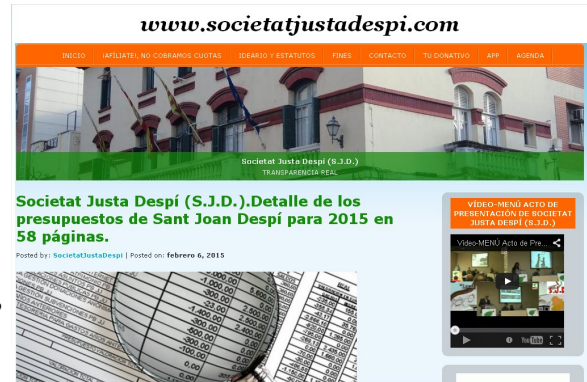 www.societatjustadespi.com
INICIO ¡AFÍLIATE!, NO COBRAMOS CUOTAS IDEARIO Y ESTATUTOS FINES CONTACTO TU DONATIVO APP AGENDA
Societat Justa Despí (S.J.D.)
TRANSPARENCIA REAL
Societat Justa Despí (S.J.D.).Detalle de los
presupuestos de Sant Joan Despí para 2015 en
58 páginas.
Posted by: SocietatJustaDespi | Posted on: febrero 6, 2015
VÍDEO-MENÚ ACTO DE
PRESENTACIÓN DE SOCIETAT
JUSTA DESPÍ (S.J.D.)
Vídeo-MENÚ Acto de Pre...
S.J.D.
YouTube